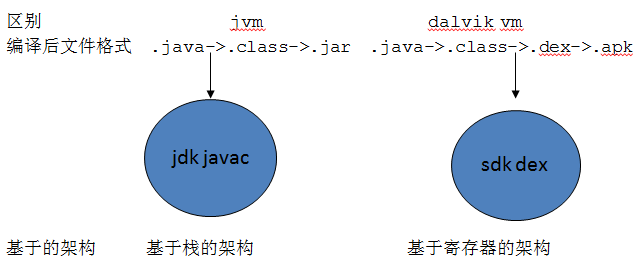 区别 jvm dalvik vm
编译后文件格式 .java->.class->.jar .java->.class->.dex->.apk
jdk javac sdk dex
基于的架构 基于栈的架构 基于寄存器的架构